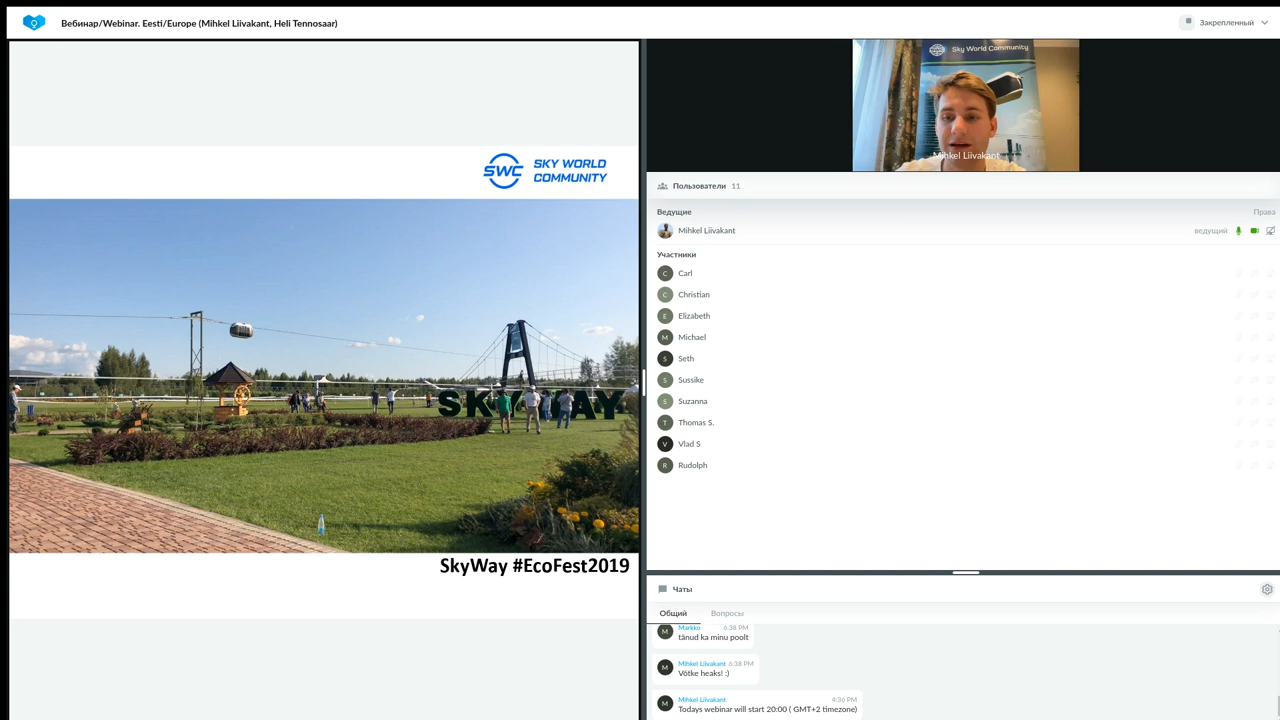 Вебинар/Webinar. Eesti/Europe (Mihkel Liivakant, Heli Tennosaar)
Закрепленный
SWC SKY WORLD
COMMUNITY
SKYWAY
SkyWay #EcoFest2019
Sky World Community
Mihkel Liivakant
Пользователи 11
Ведущие Права
Mihkel Liivakant ведущий
Участники
C Carl
C Christian
E Elizabeth
M Michael
S Seth
S Sussike
S Suzanna
T Thomas S.
V Vlad S
R Rudolph
Чаты
Общий Вопросы
M Markko 6:38 PM
tänud ka minu poolt
M Mihkel Liivakant 6:38 PM
Võtke heaks! :)
M Mihkel Liivakant 4:36 PM
Todays webinar will start 20:00 ( GMT+2 timezone)